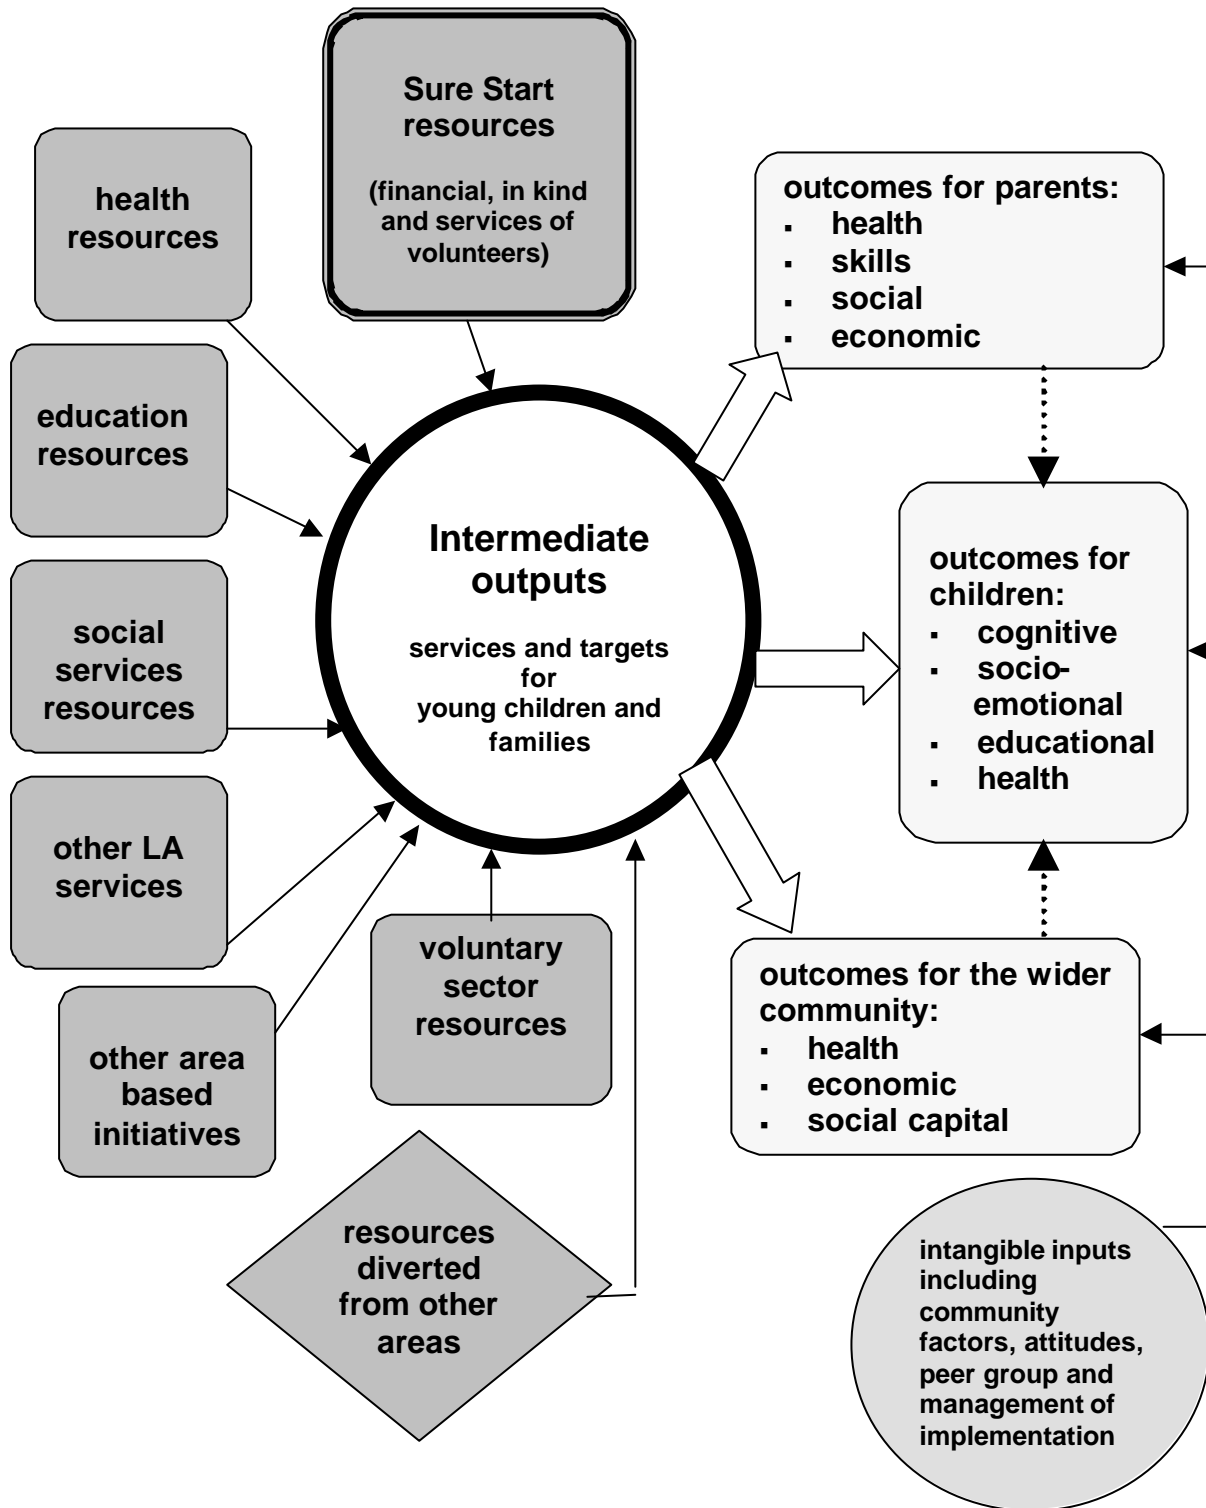 Sure Start
resources
(financial, in kind
and services of
volunteers)
health
resources
education
resources
social
services
resources
other LA
services
other area
based
initiatives
voluntary
sector
resources
resources
diverted
from other
areas
Intermediate
outputs
services and targets
for
young children and
families
outcomes for parents:
▪ health
▪ skills
▪ social
▪ economic
outcomes for
children:
▪ cognitive
▪ socio-
emotional
▪ educational
▪ health
outcomes for the wider
community:
▪ health
▪ economic
▪ social capital
intangible inputs
including
community
factors, attitudes,
peer group and
management of
implementation